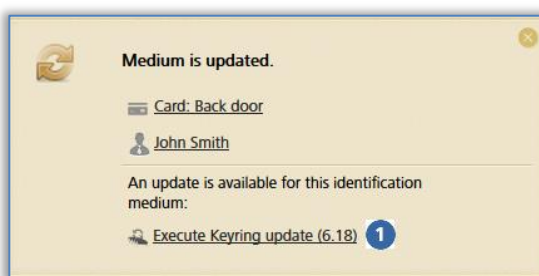 Medium is updated.
Card: Back door
John Smith
An update is available for this identification
medium:
Execute Keyring update (6.18) 1